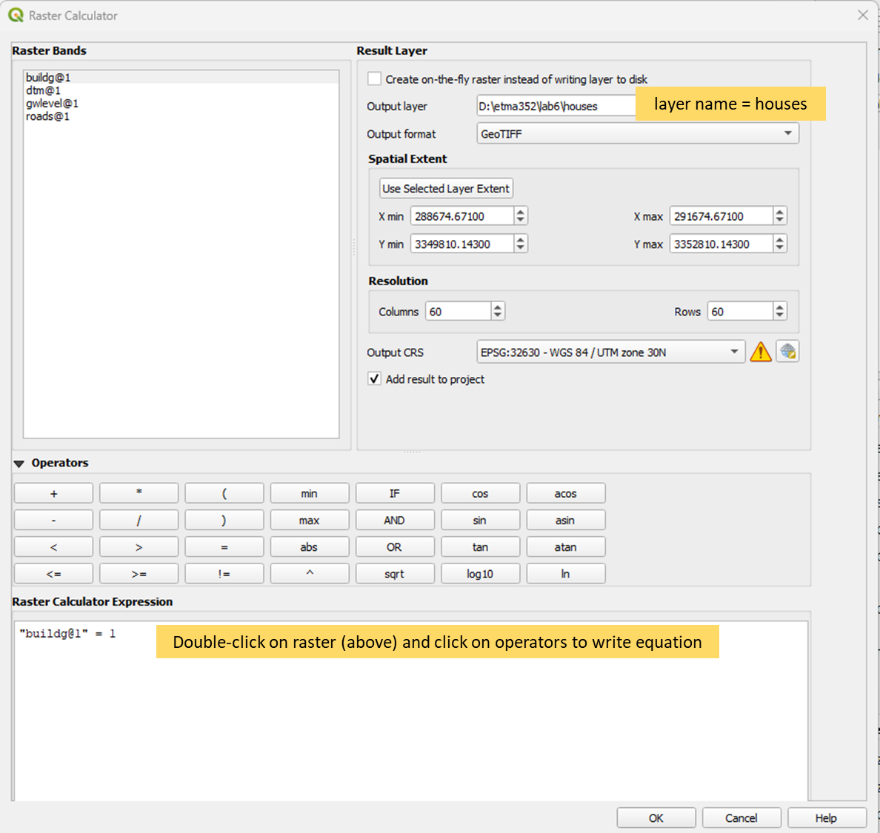 Raster Calculator
Raster Bands
buildg@1
dtm@1
gwlevel@1
roads@1
Result Layer
Create on-the-fly raster instead of writing layer to disk
Output layer D:\etma352\lab6\houses
layer name = houses
Output format GeoTIFF
Spatial Extent
Use Selected Layer Extent
X min 288674.67100 X max 291674.67100
Y min 3349810.14300 Y max 3352810.14300
Resolution
Columns 60 Rows 60
Output CRS EPSG:32630 - WGS 84 / UTM zone 30N
Add result to project
Operators
+ * ( min IF cos acos
- / ) max AND sin asin
< > = abs OR tan atan
<= >= != ^ sqrt log10 ln
Raster Calculator Expression
"buildg@1" = 1
Double-click on raster (above) and click on operators to write equation
OK Cancel Help